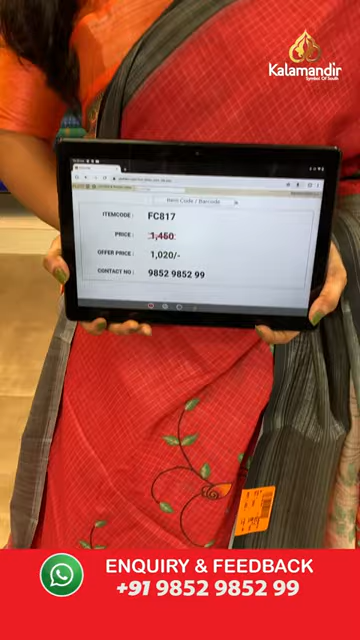 Kalamandir
Symbol Of South
Item Code / Barcode
ITEMCODE : FC817
PRICE : 1,450
OFFER PRICE : 1,020/-
CONTACT NO : 9852 9852 99
ENQUIRY & FEEDBACK
+91 9852 9852 99